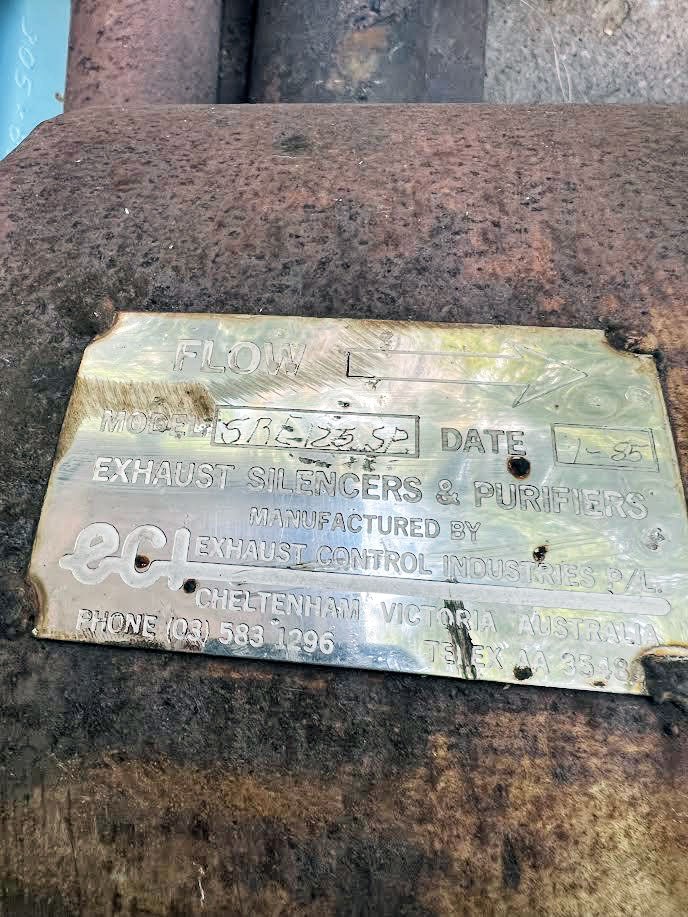 FLOW
MODEL SRE 25 SP DATE 1-85
EXHAUST SILENCERS & PURIFIERS
MANUFACTURED BY
eci EXHAUST CONTROL INDUSTRIES P/L.
CHELTENHAM VICTORIA AUSTRALIA
PHONE (03) 583 1296 TELEX AA